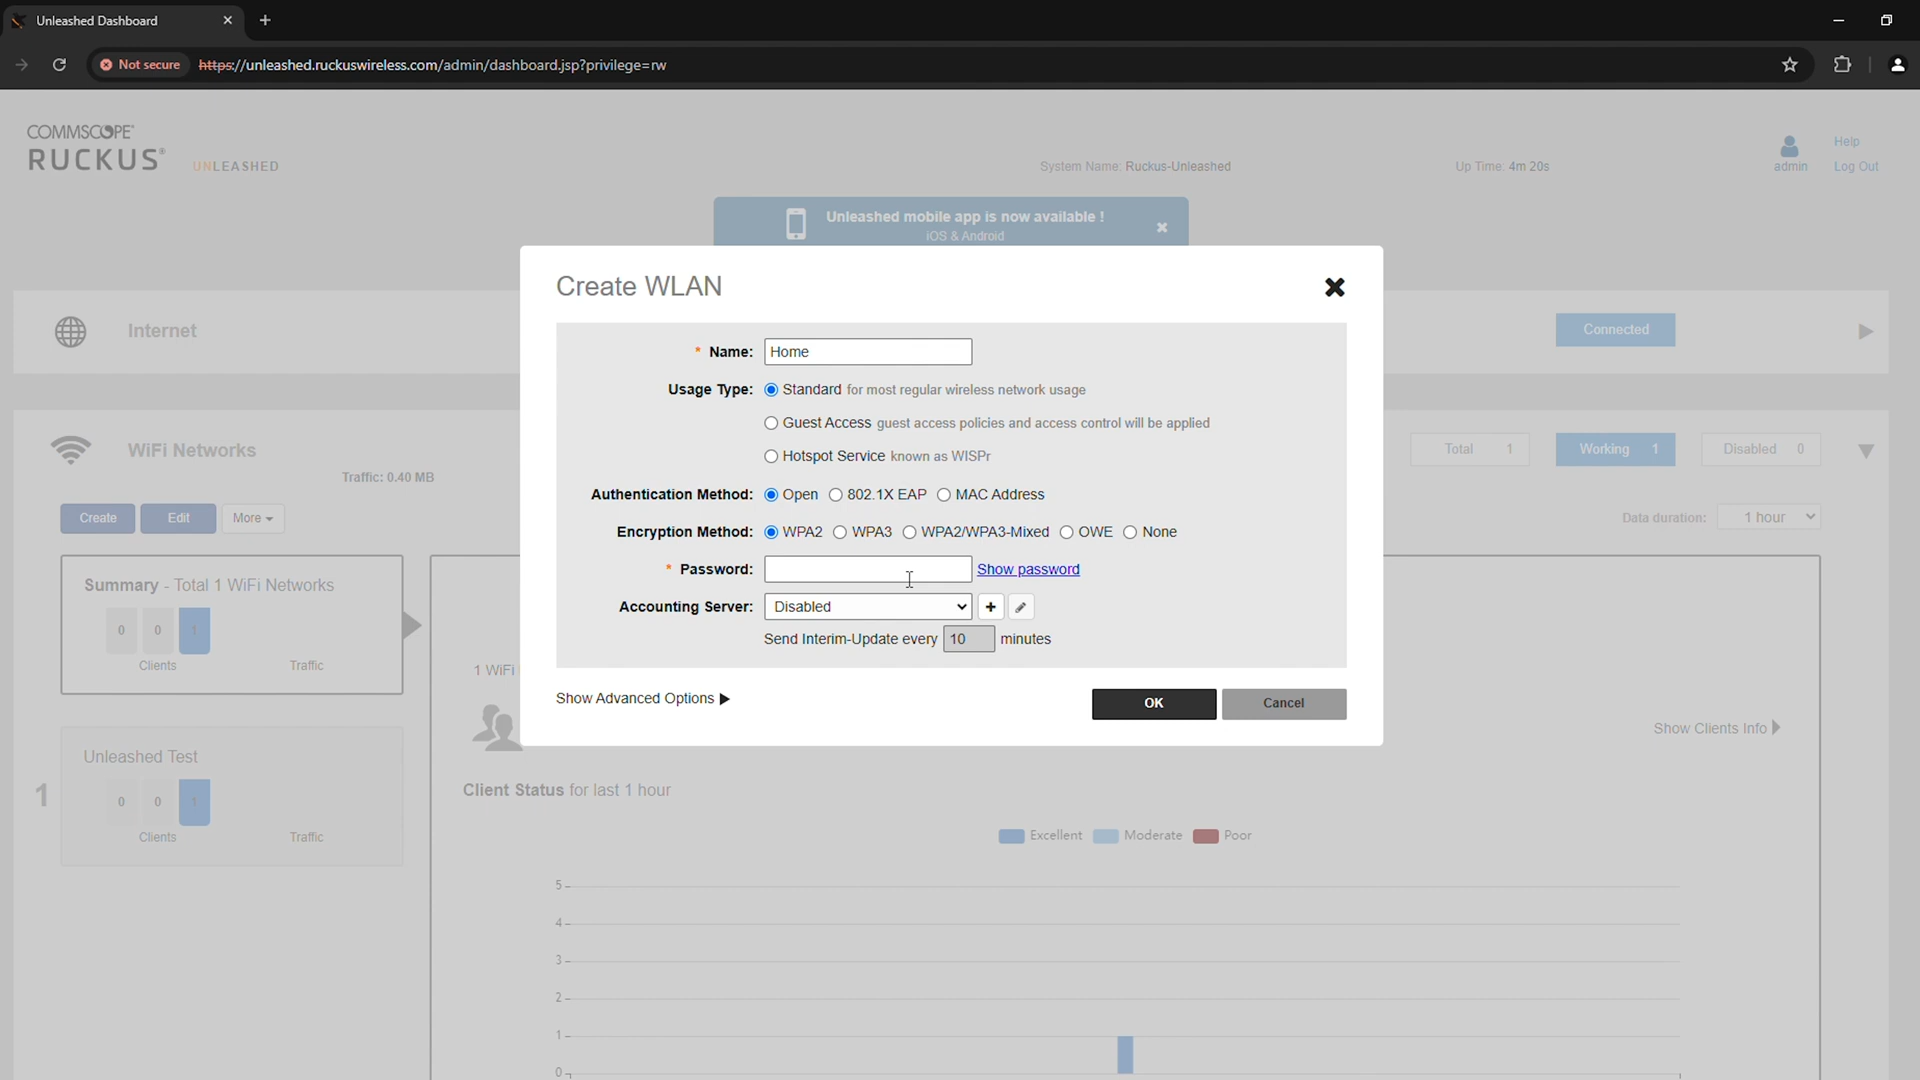 Unleashed Dashboard
Not secure https://unleashed.ruckuswireless.com/admin/dashboard.jsp?privilege=rw
COMMSCOPE®
RUCKUS® UNLEASHED
System Name: Ruckus-Unleashed
Up Time: 4m 20s
admin
Help
Log Out
Unleashed mobile app is now available !
iOS & Android
Internet
Connected
WiFi Networks
Traffic: 0.40 MB
Total 1
Working 1
Disabled 0
Create
Edit
More
Data duration: 1 hour
Summary - Total 1 WiFi Networks
0 0 1
Clients
Traffic
1
Unleashed Test
0 0 1
Clients
Traffic
Create WLAN
* Name: Home
Usage Type: Standard for most regular wireless network usage
Guest Access guest access policies and access control will be applied
Hotspot Service known as WISPr
Authentication Method: Open 802.1X EAP MAC Address
Encryption Method: WPA2 WPA3 WPA2/WPA3-Mixed OWE None
* Password: Show password
Accounting Server: Disabled
Send Interim-Update every 10 minutes
Show Advanced Options
OK
Cancel
1 WiFi
Show Clients Info
Client Status for last 1 hour
Excellent Moderate Poor
5
4
3
2
1
0